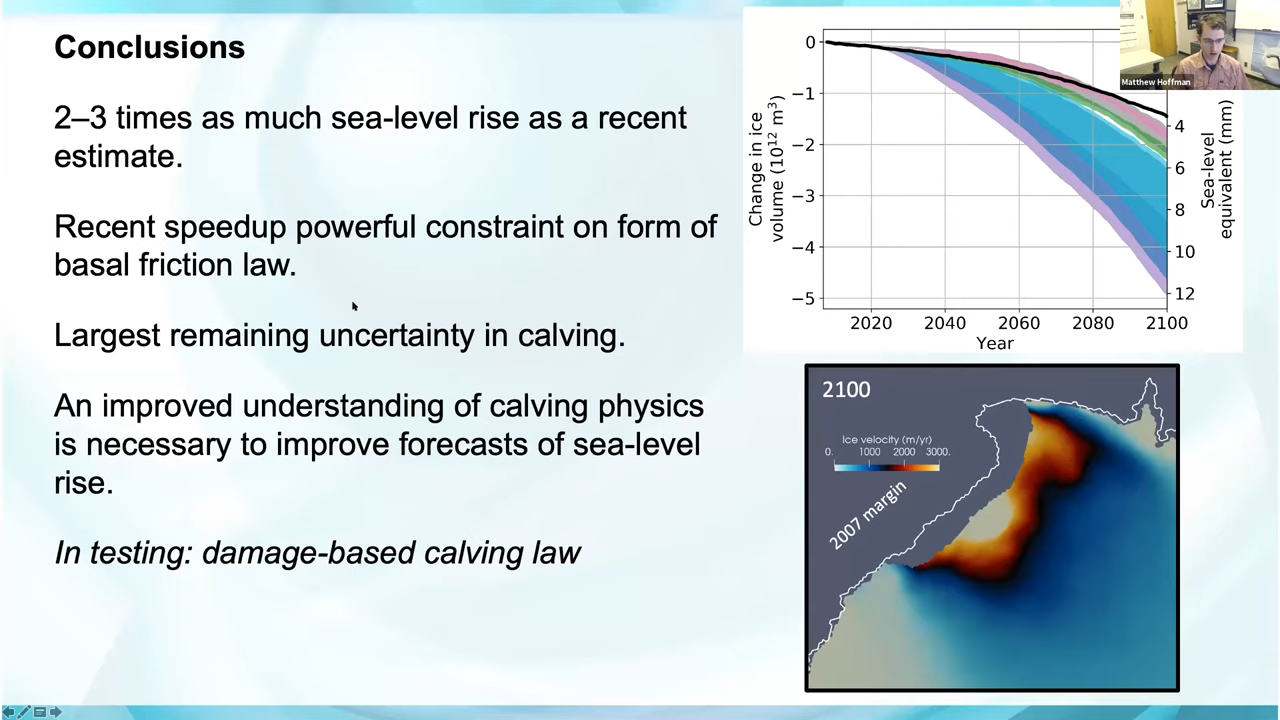 Conclusions
2–3 times as much sea-level rise as a recent
estimate.
Recent speedup powerful constraint on form of
basal friction law.
Largest remaining uncertainty in calving.
An improved understanding of calving physics
is necessary to improve forecasts of sea-level
rise.
In testing: damage-based calving law
Matthew Hoffman
Change in ice
volume (10¹² m³)
0
−1
−2
−3
−4
−5
2020 2040 2060 2080 2100
Year
4
6
8
10
12
Sea-level
equivalent (mm)
2100
Ice velocity (m/yr)
0. 1000 2000 3000.
2007 margin